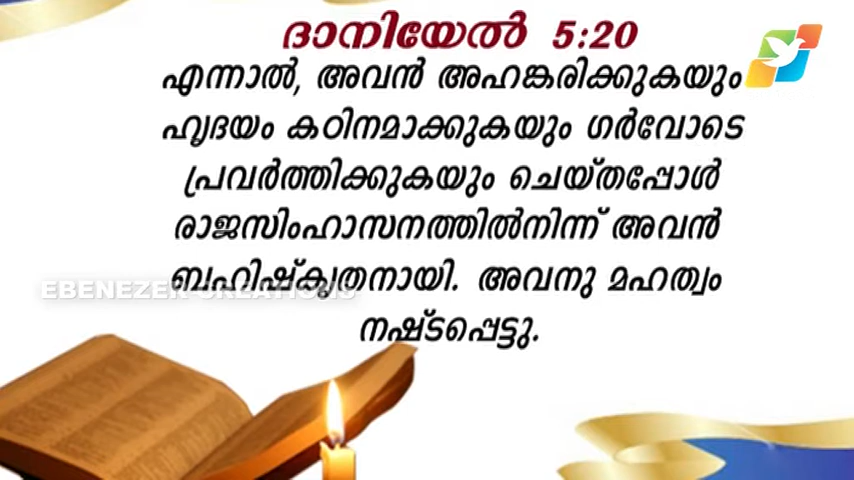 ദാനിയേൽ 5:20
എന്നാൽ, അവൻ അഹങ്കരിക്കുകയും
ഹൃദയം കഠിനമാക്കുകയും ഗർവോടെ
പ്രവർത്തിക്കുകയും ചെയ്തപ്പോൾ
രാജസിംഹാസനത്തിൽനിന്ന് അവൻ
ബഹിഷ്കൃതനായി. അവനു മഹത്വം
EBENEZER CREATIONS
നഷ്ടപ്പെട്ടു.